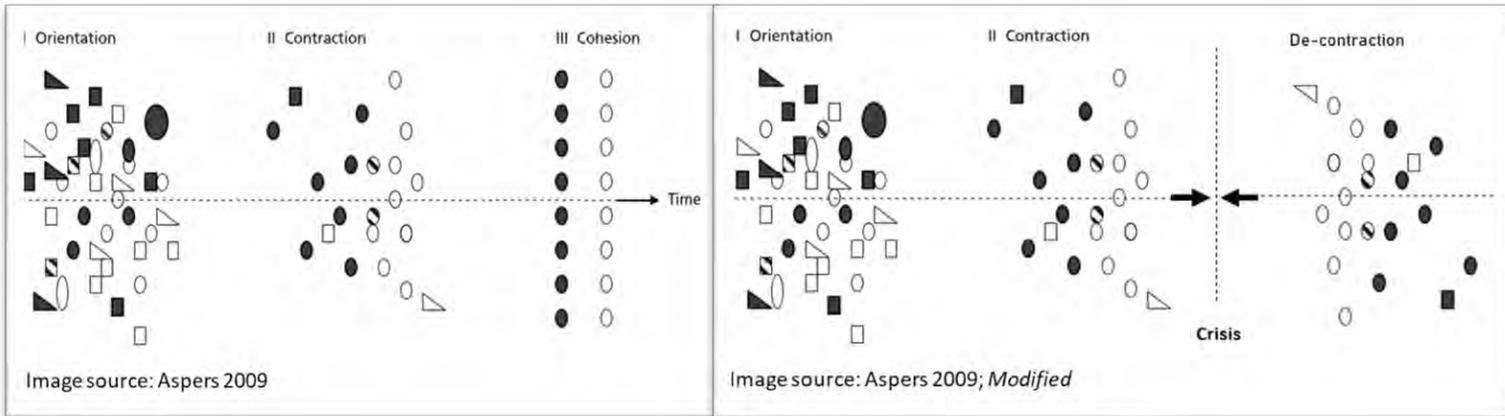 I Orientation
II Contraction
III Cohesion
Time
Image source: Aspers 2009
I Orientation
II Contraction
De-contraction
Crisis
Image source: Aspers 2009; Modified